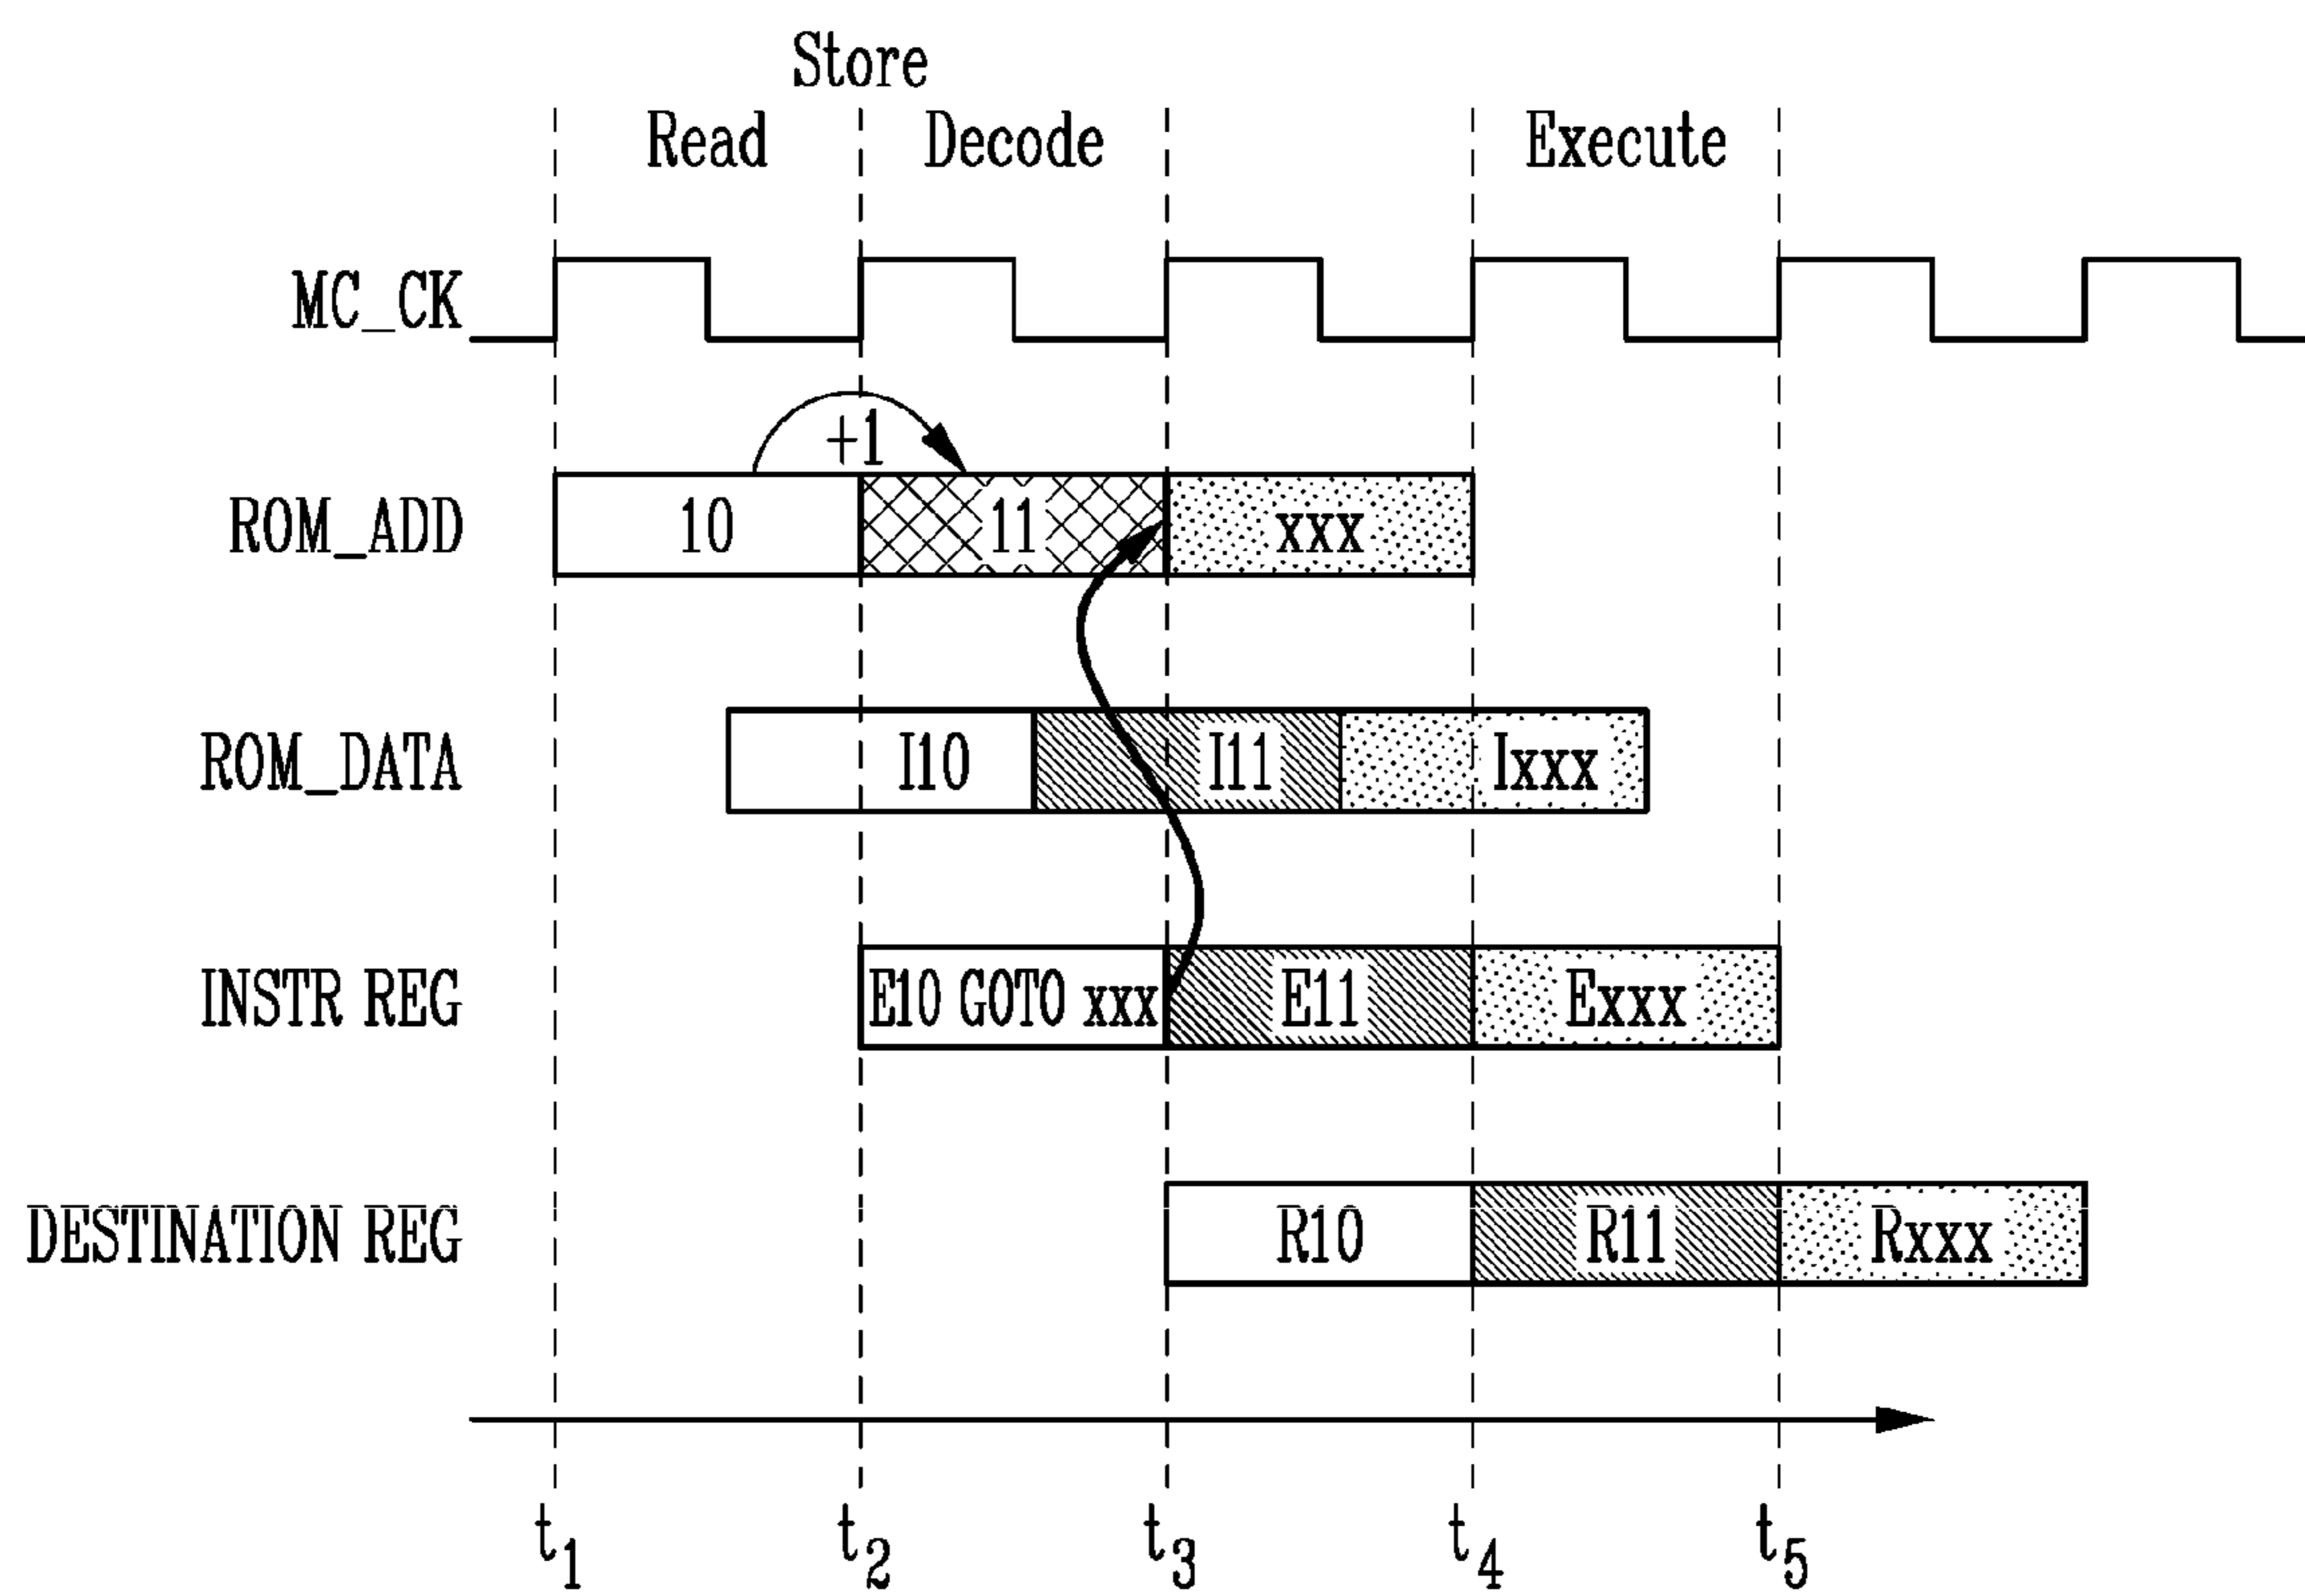 Store
Read Decode Execute
MC_CK
+1
ROM_ADD 10 11 xxx
ROM_DATA I10 I11 Ixxx
INSTR REG E10 GOTO xxx E11 Exxx
DESTINATION REG R10 R11 Rxxx
t1 t2 t3 t4 t5